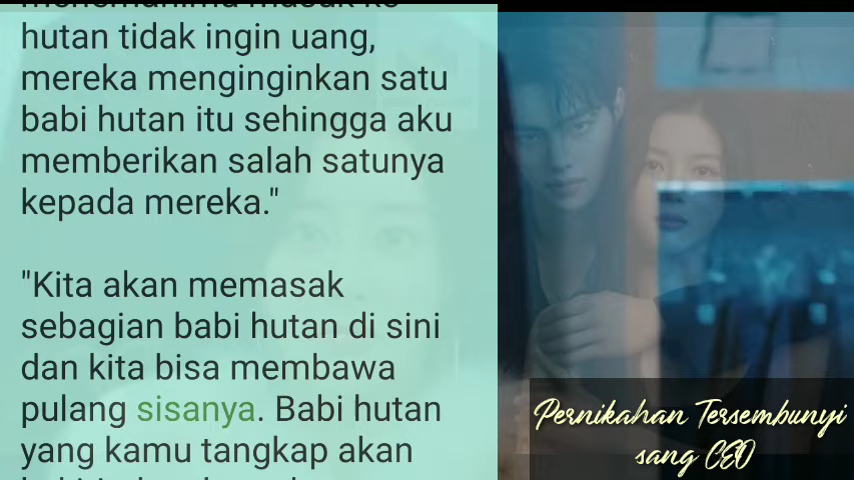 hutan tidak ingin uang,
mereka menginginkan satu
babi hutan itu sehingga aku
memberikan salah satunya
kepada mereka."
"Kita akan memasak
sebagian babi hutan di sini
dan kita bisa membawa
pulang sisanya. Babi hutan
yang kamu tangkap akan
Pernikahan Tersembunyi
sang CEO